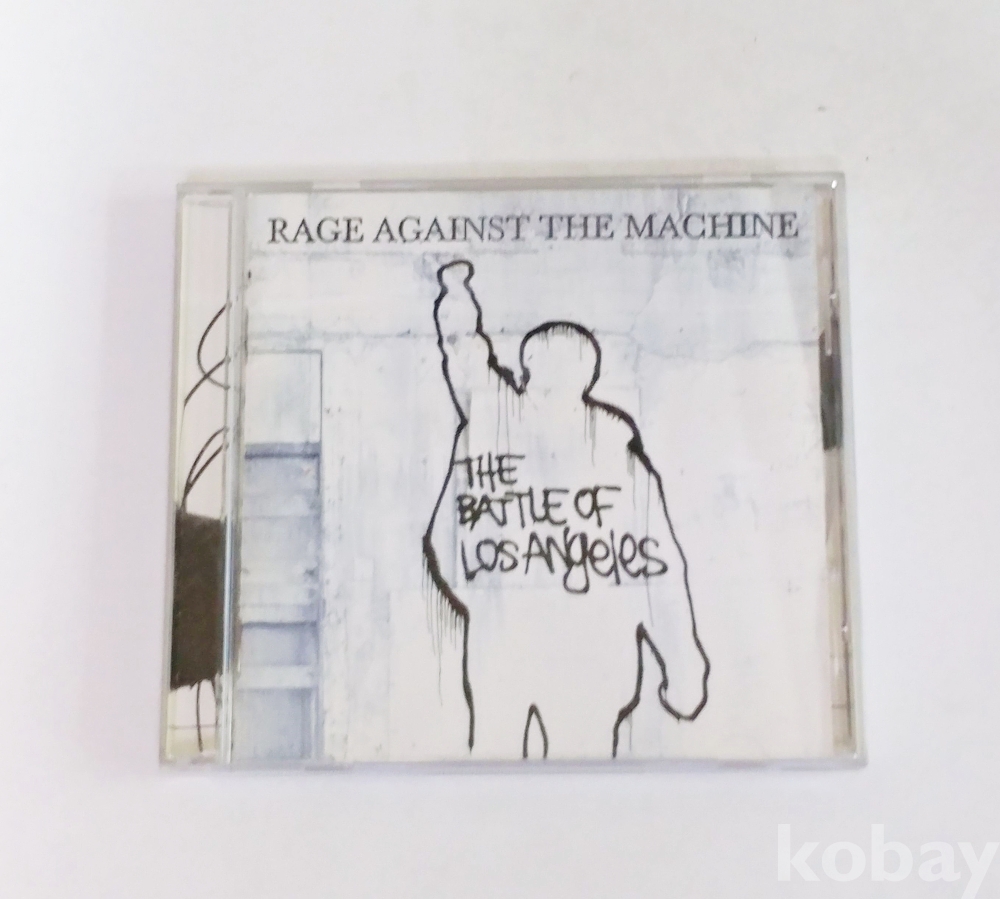 RAGE AGAINST THE MACHINE
THE
BATTLE OF
LOS ANgeles
kobay